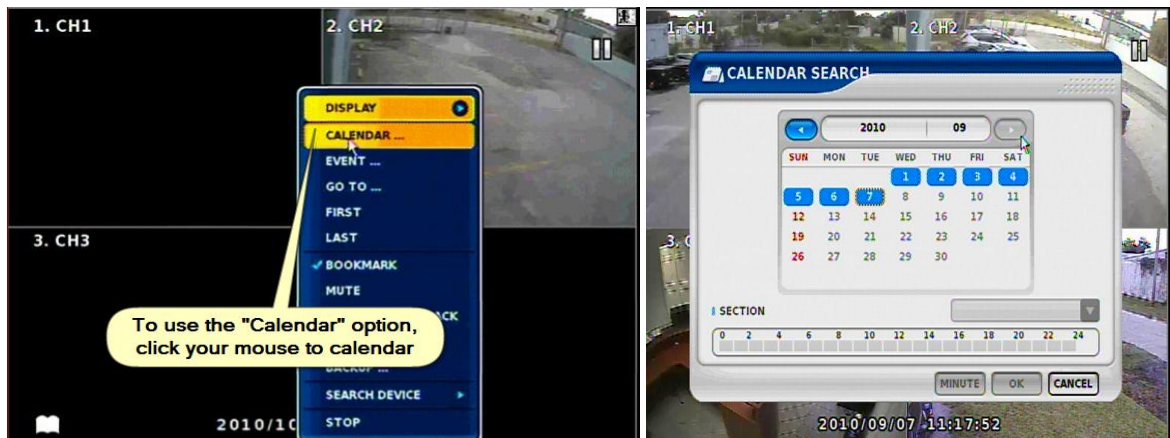 1. CH1
2. CH2
DISPLAY
CALENDAR ...
EVENT ...
GO TO ...
FIRST
LAST
3. CH3
BOOKMARK
MUTE
To use the "Calendar" option,
click your mouse to calendar
BACKUP ...
SEARCH DEVICE
STOP
2010/10
1. CH1
2. CH2
CALENDAR SEARCH
2010 09
SUN MON TUE WED THU FRI SAT
1 2 3 4
5 6 7 8 9 10 11
12 13 14 15 16 17 18
19 20 21 22 23 24 25
26 27 28 29 30
SECTION
0 2 4 6 8 10 12 14 16 18 20 22 24
MINUTE OK CANCEL
2010/09/07 11:17:52